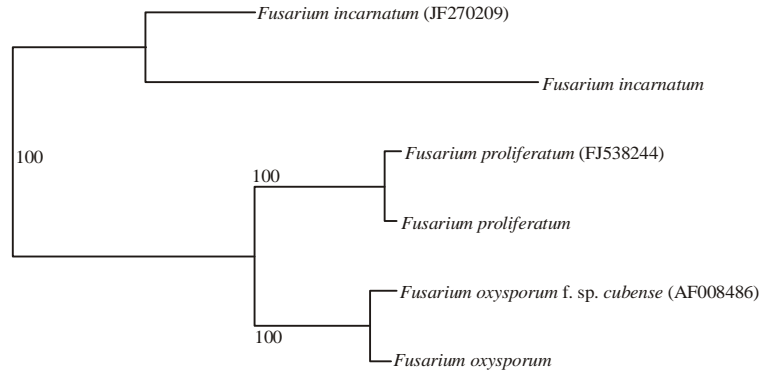 Fusarium incarnatum (JF270209)
Fusarium incarnatum
Fusarium proliferatum (FJ538244)
100
100
Fusarium proliferatum
Fusarium oxysporum f. sp. cubense (AF008486)
100
Fusarium oxysporum